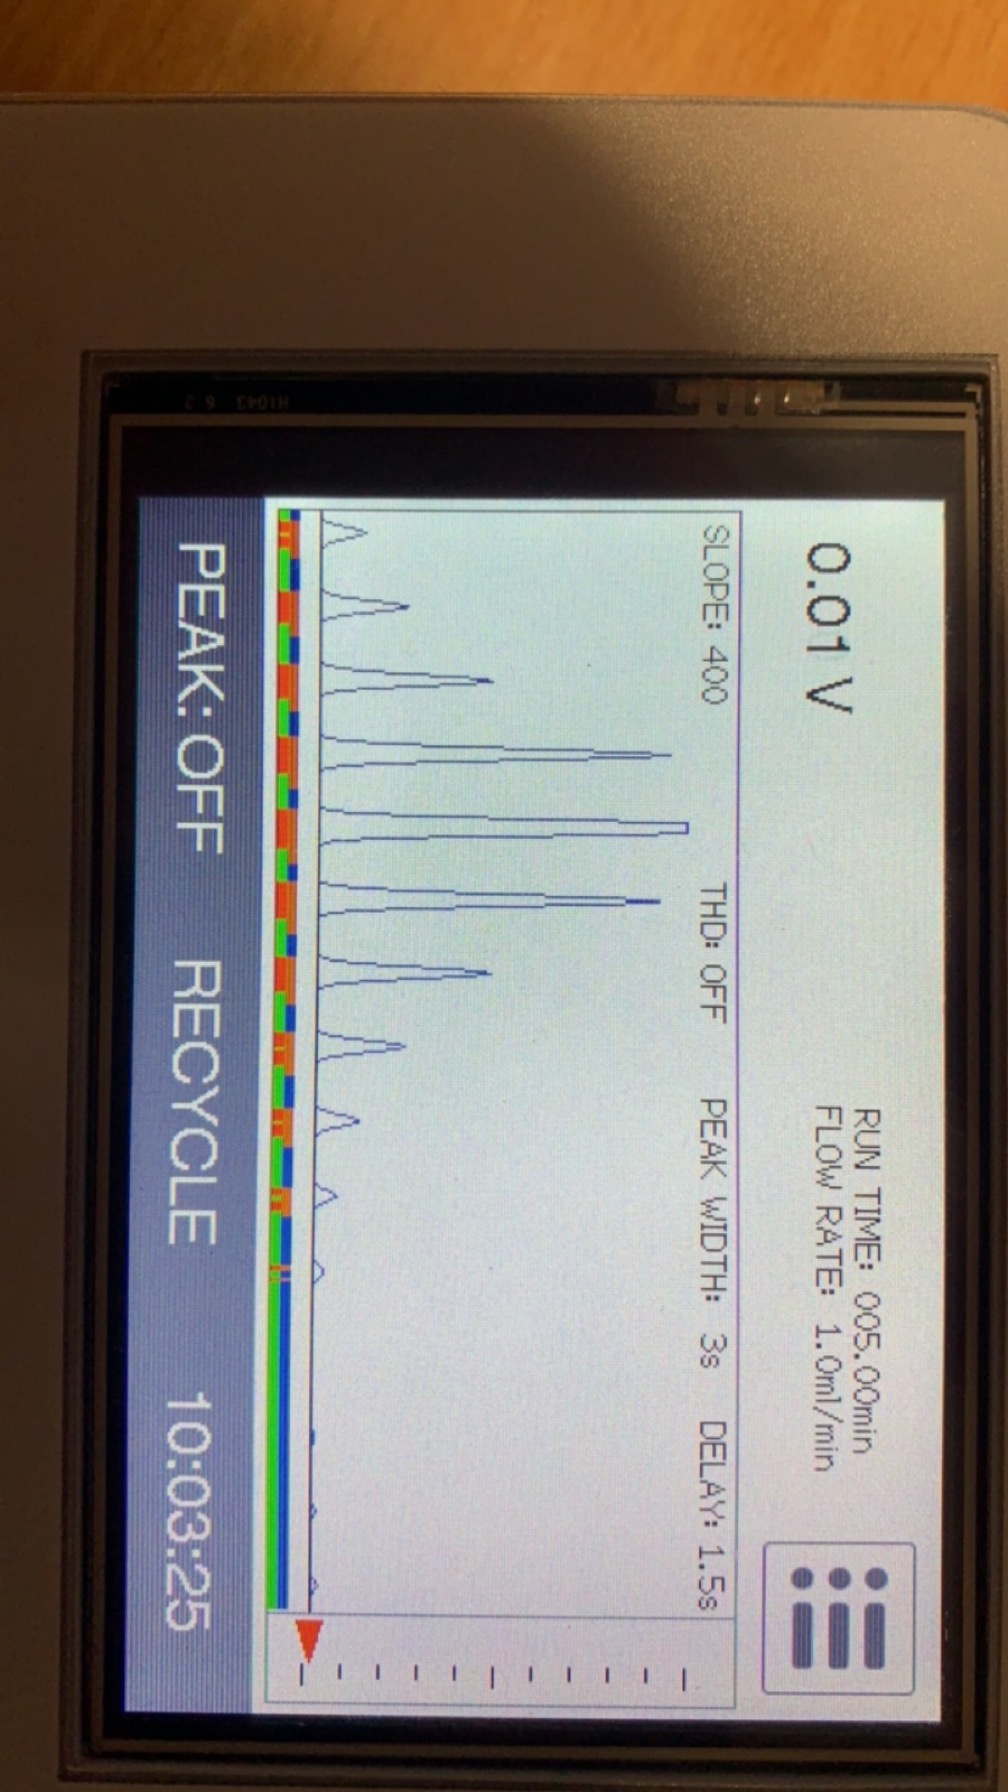 0.01 V
RUN TIME: 005.00min
FLOW RATE: 1.0ml/min
SLOPE: 400 THD: OFF PEAK WIDTH: 3s DELAY: 1.5s
PEAK: OFF RECYCLE 10:03:25